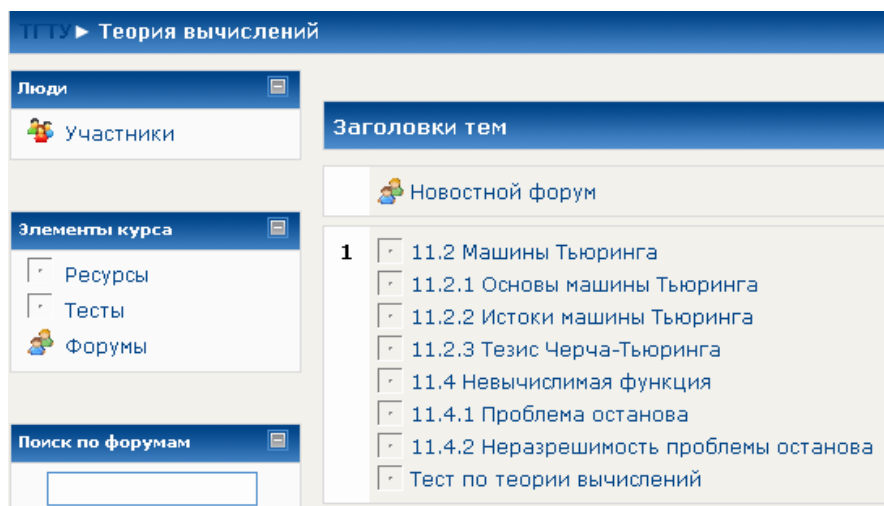 ТГТУ ► Теория вычислений
Люди
Участники
Элементы курса
Ресурсы
Тесты
Форумы
Поиск по форумам
Заголовки тем
Новостной форум
1
11.2 Машины Тьюринга
11.2.1 Основы машины Тьюринга
11.2.2 Истоки машины Тьюринга
11.2.3 Тезис Черча-Тьюринга
11.4 Невычислимая функция
11.4.1 Проблема останова
11.4.2 Неразрешимость проблемы останова
Тест по теории вычислений